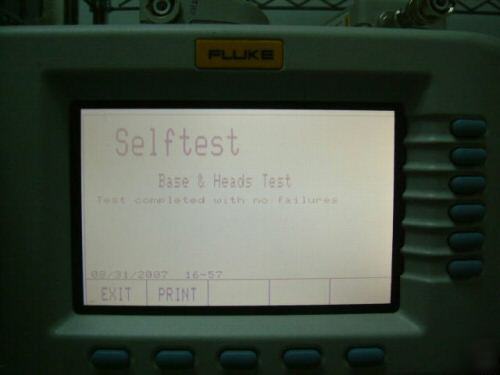 FLUKE
Selftest
Base & Heads Test
Test completed with no failures
08/31/2007 16-57
EXIT PRINT